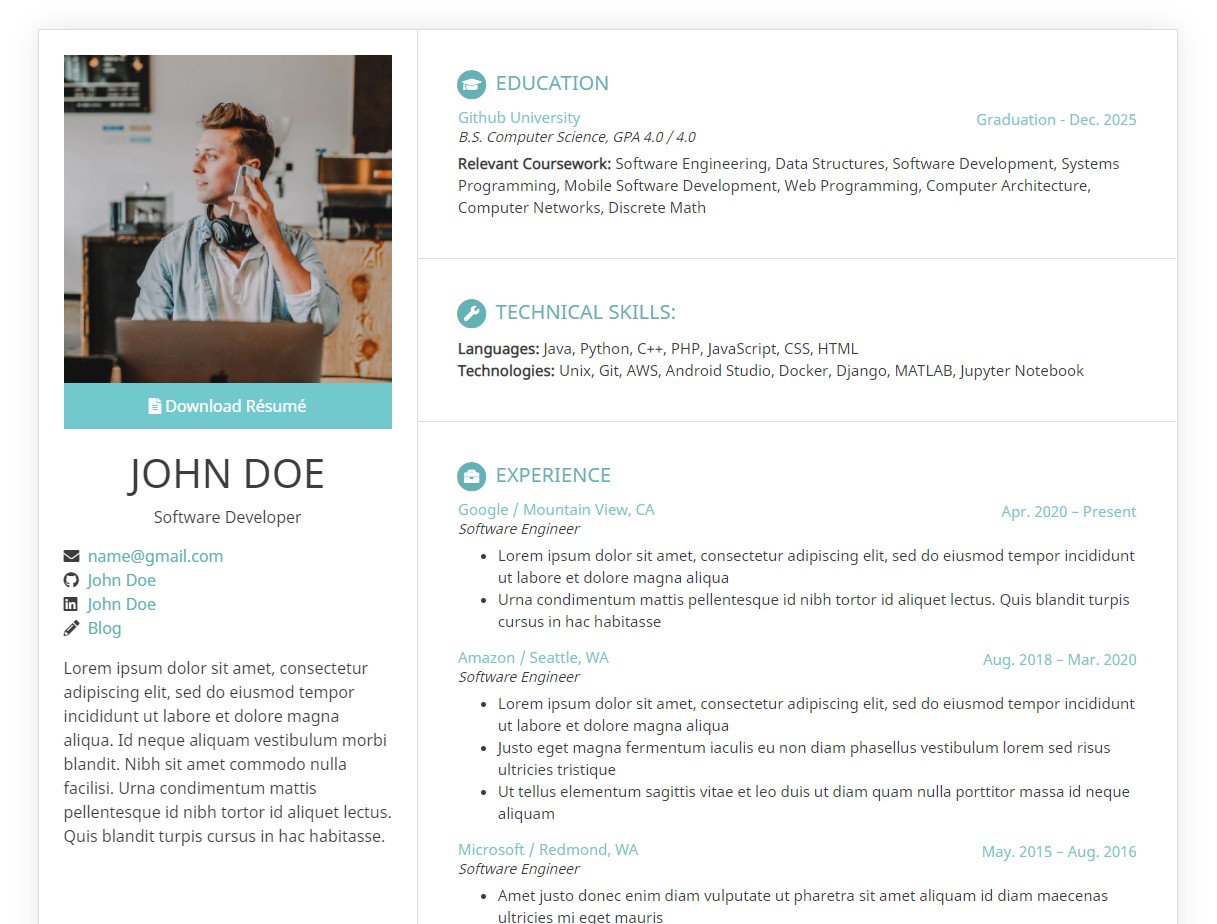 Download Résumé
JOHN DOE
Software Developer
name@gmail.com
John Doe
John Doe
Blog
Lorem ipsum dolor sit amet, consectetur
adipiscing elit, sed do eiusmod tempor
incididunt ut labore et dolore magna
aliqua. Id neque aliquam vestibulum morbi
blandit. Nibh sit amet commodo nulla
facilisi. Urna condimentum mattis
pellentesque id nibh tortor id aliquet lectus.
Quis blandit turpis cursus in hac habitasse.
EDUCATION
Github University Graduation - Dec. 2025
B.S. Computer Science, GPA 4.0 / 4.0
Relevant Coursework: Software Engineering, Data Structures, Software Development, Systems
Programming, Mobile Software Development, Web Programming, Computer Architecture,
Computer Networks, Discrete Math
TECHNICAL SKILLS:
Languages: Java, Python, C++, PHP, JavaScript, CSS, HTML
Technologies: Unix, Git, AWS, Android Studio, Docker, Django, MATLAB, Jupyter Notebook
EXPERIENCE
Google / Mountain View, CA Apr. 2020 – Present
Software Engineer
• Lorem ipsum dolor sit amet, consectetur adipiscing elit, sed do eiusmod tempor incididunt
ut labore et dolore magna aliqua
• Urna condimentum mattis pellentesque id nibh tortor id aliquet lectus. Quis blandit turpis
cursus in hac habitasse
Amazon / Seattle, WA Aug. 2018 – Mar. 2020
Software Engineer
• Lorem ipsum dolor sit amet, consectetur adipiscing elit, sed do eiusmod tempor incididunt
ut labore et dolore magna aliqua
• Justo eget magna fermentum iaculis eu non diam phasellus vestibulum lorem sed risus
ultricies tristique
• Ut tellus elementum sagittis vitae et leo duis ut diam quam nulla porttitor massa id neque
aliquam
Microsoft / Redmond, WA May. 2015 – Aug. 2016
Software Engineer
• Amet justo donec enim diam vulputate ut pharetra sit amet aliquam id diam maecenas
ultricies mi eget mauris